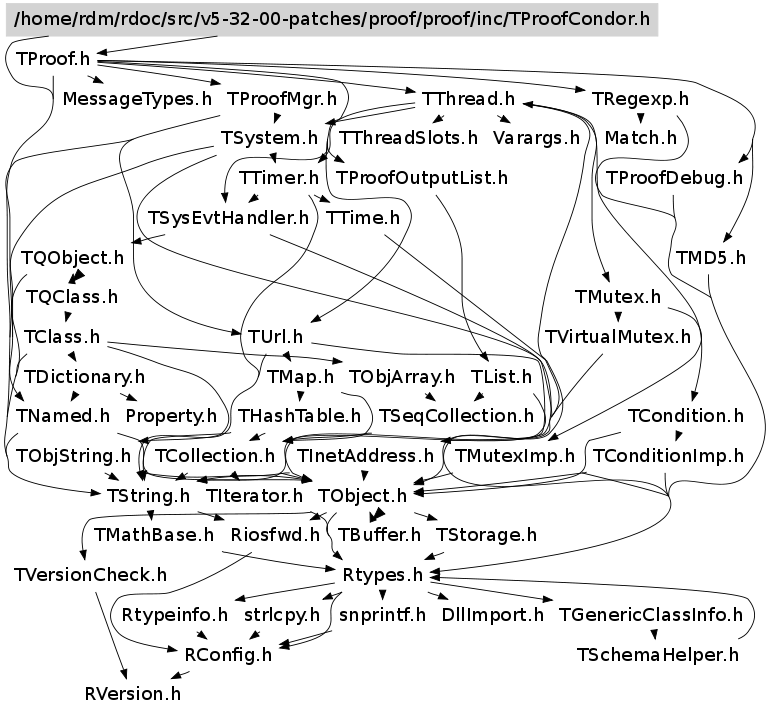 /home/rdm/rdoc/src/v5-32-00-patches/proof/proof/inc/TProofCondor.h
TProof.h
MessageTypes.h TProofMgr.h TThread.h TRegexp.h
TSystem.h TThreadSlots.h Varargs.h Match.h
TTimer.h TProofOutputList.h TProofDebug.h
TSysEvtHandler.h TTime.h
TQObject.h TMD5.h
TQClass.h TMutex.h
TClass.h TUrl.h TVirtualMutex.h
TDictionary.h TMap.h TObjArray.h TList.h
TNamed.h Property.h THashTable.h TSeqCollection.h TCondition.h
TObjString.h TCollection.h TInetAddress.h TMutexImp.h TConditionImp.h
TString.h TIterator.h TObject.h
TMathBase.h Riosfwd.h TBuffer.h TStorage.h
TVersionCheck.h Rtypes.h
Rtypeinfo.h strlcpy.h snprintf.h DllImport.h TGenericClassInfo.h
RConfig.h TSchemaHelper.h
RVersion.h